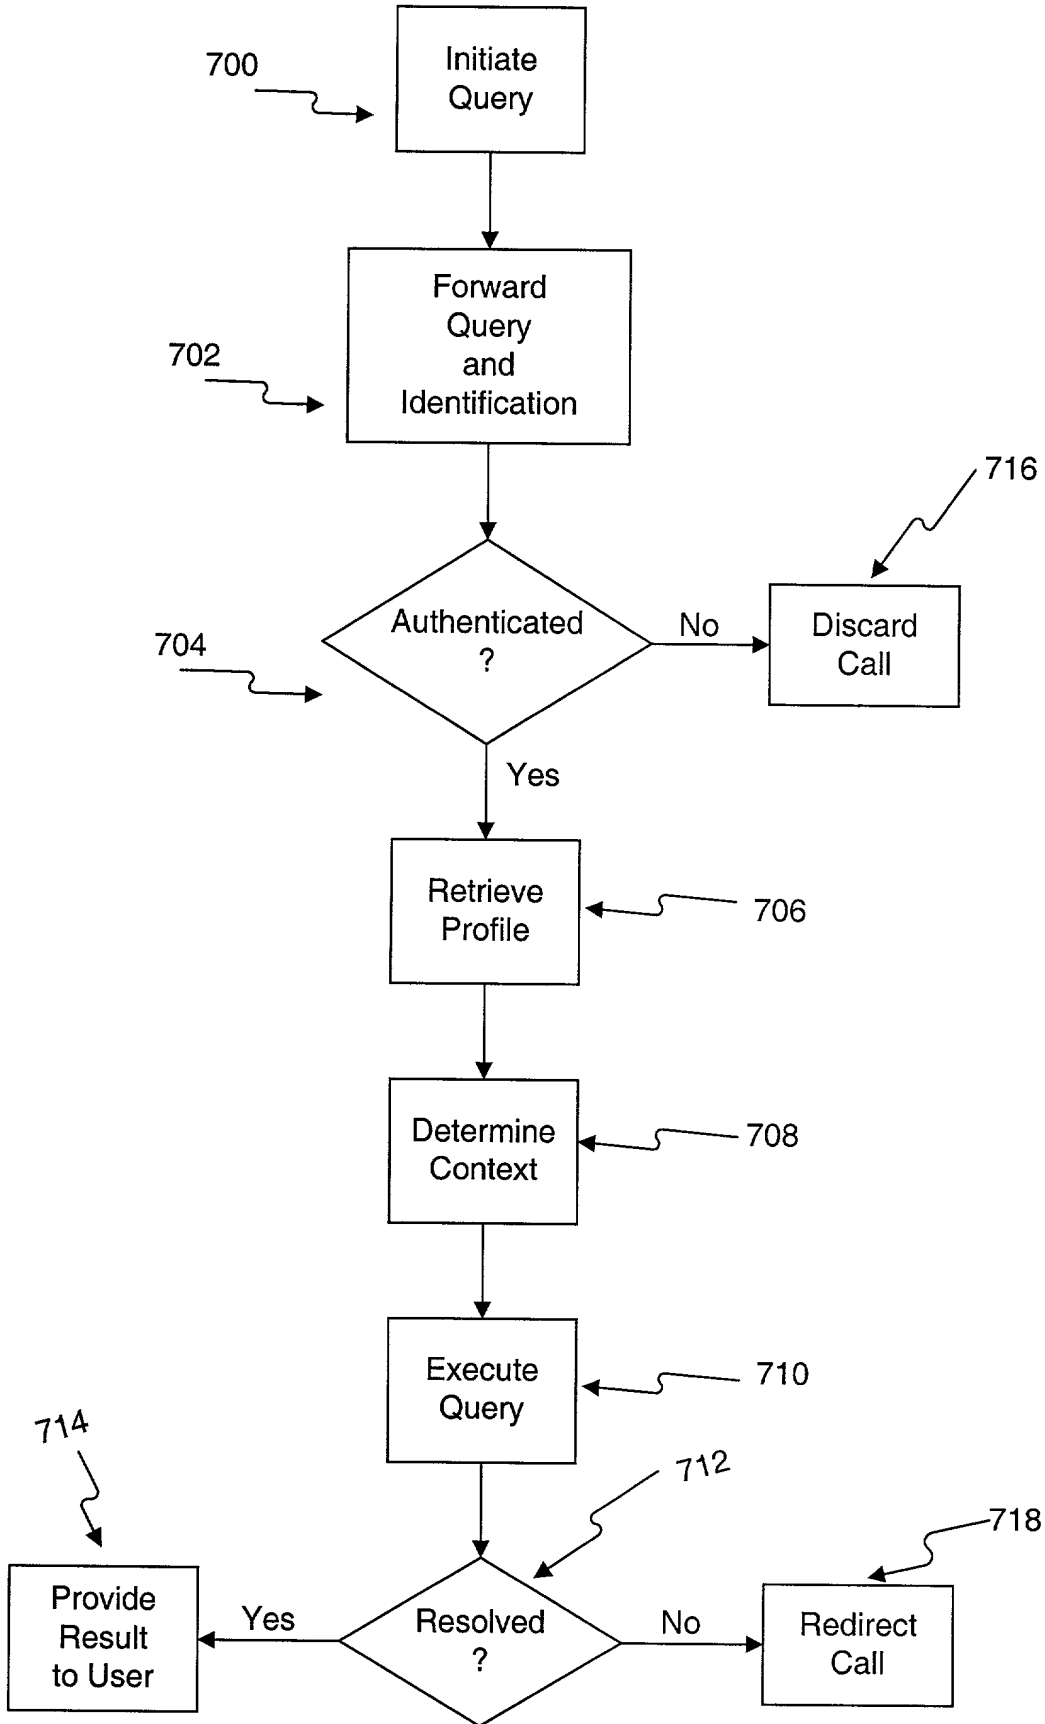 Initiate
Query
700
Forward
Query
and
Identification
702
716
Authenticated
?
No
Discard
Call
704
Yes
Retrieve
Profile
706
Determine
Context
708
Execute
Query
710
714
712
718
Provide
Result
to User
Yes
Resolved
?
No
Redirect
Call